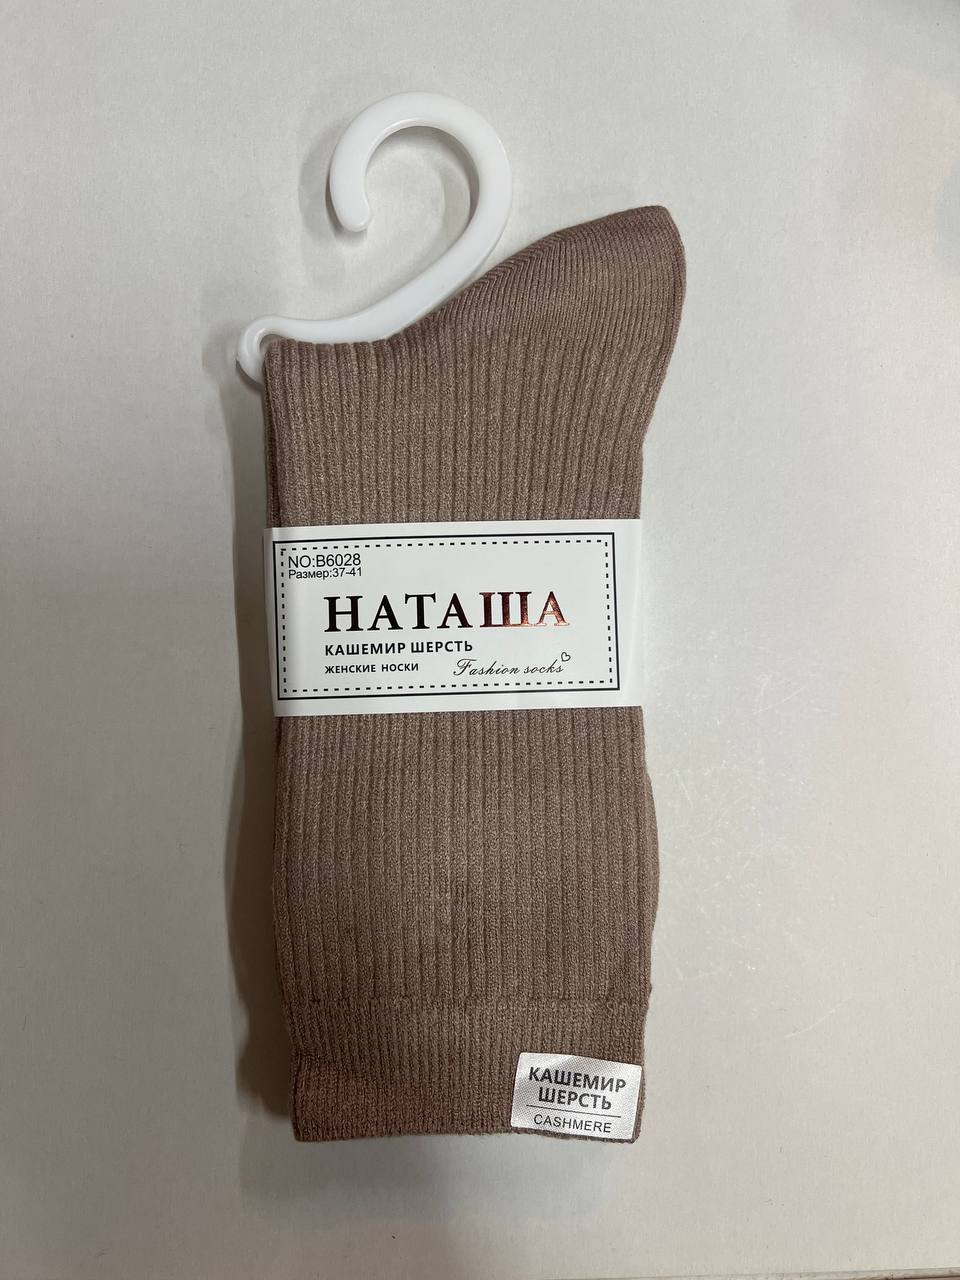 NO:B6028
Размер:37-41
НАТАША
КАШЕМИР ШЕРСТЬ
ЖЕНСКИЕ НОСКИ Fashion socks
КАШЕМИР
ШЕРСТЬ
CASHMERE